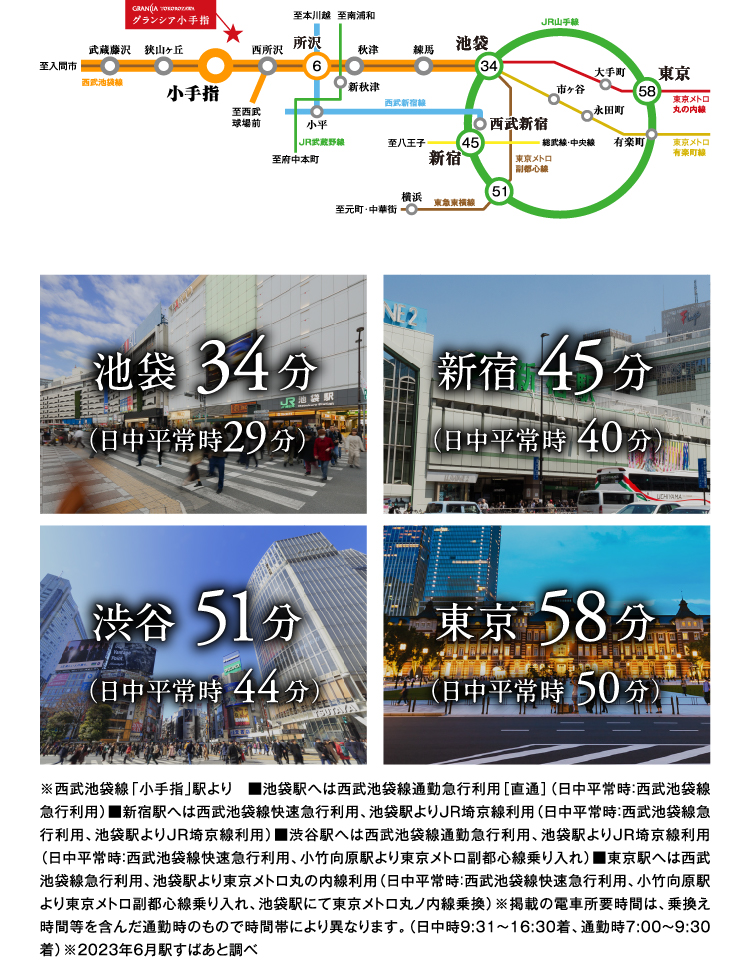 GRANCIA TOKOROZAWA
グランシア小手指
至本川越 至南浦和
JR山手線
武蔵藤沢 狭山ヶ丘 西所沢 所沢 秋津 練馬 池袋
大手町 東京
至入間市 6 34 58
西武池袋線
市ヶ谷
東京メトロ
丸の内線
小手指
新秋津
永田町
至西武
球場前
西武新宿線
小平
西武新宿
JR武蔵野線
至八王子 45 総武線・中央線
有楽町
東京メトロ
有楽町線
至府中本町
新宿
東京メトロ
副都心線
51
横浜
至元町・中華街 東急東横線
池袋 34分
(日中平常時29分)
JR 池袋駅
新宿 45分
(日中平常時 40分)
UCHIYAMA
渋谷 51分
(日中平常時 44分)
東京 58分
(日中平常時 50分)
※西武池袋線「小手指」駅より　■池袋駅へは西武池袋線通勤急行利用［直通］（日中平常時：西武池袋線
急行利用）■新宿駅へは西武池袋線快速急行利用、池袋駅よりJR埼京線利用（日中平常時：西武池袋線急
行利用、池袋駅よりJR埼京線利用）■渋谷駅へは西武池袋線通勤急行利用、池袋駅よりJR埼京線利用
（日中平常時：西武池袋線快速急行利用、小竹向原駅より東京メトロ副都心線乗り入れ）■東京駅へは西武
池袋線急行利用、池袋駅より東京メトロ丸の内線利用（日中平常時：西武池袋線快速急行利用、小竹向原駅
より東京メトロ副都心線乗り入れ、池袋駅にて東京メトロ丸ノ内線乗換）※掲載の電車所要時間は、乗換え
時間等を含んだ通勤時のもので時間帯により異なります。（日中時9:31〜16:30着、通勤時7:00〜9:30
着）※2023年6月駅すぱあと調べ